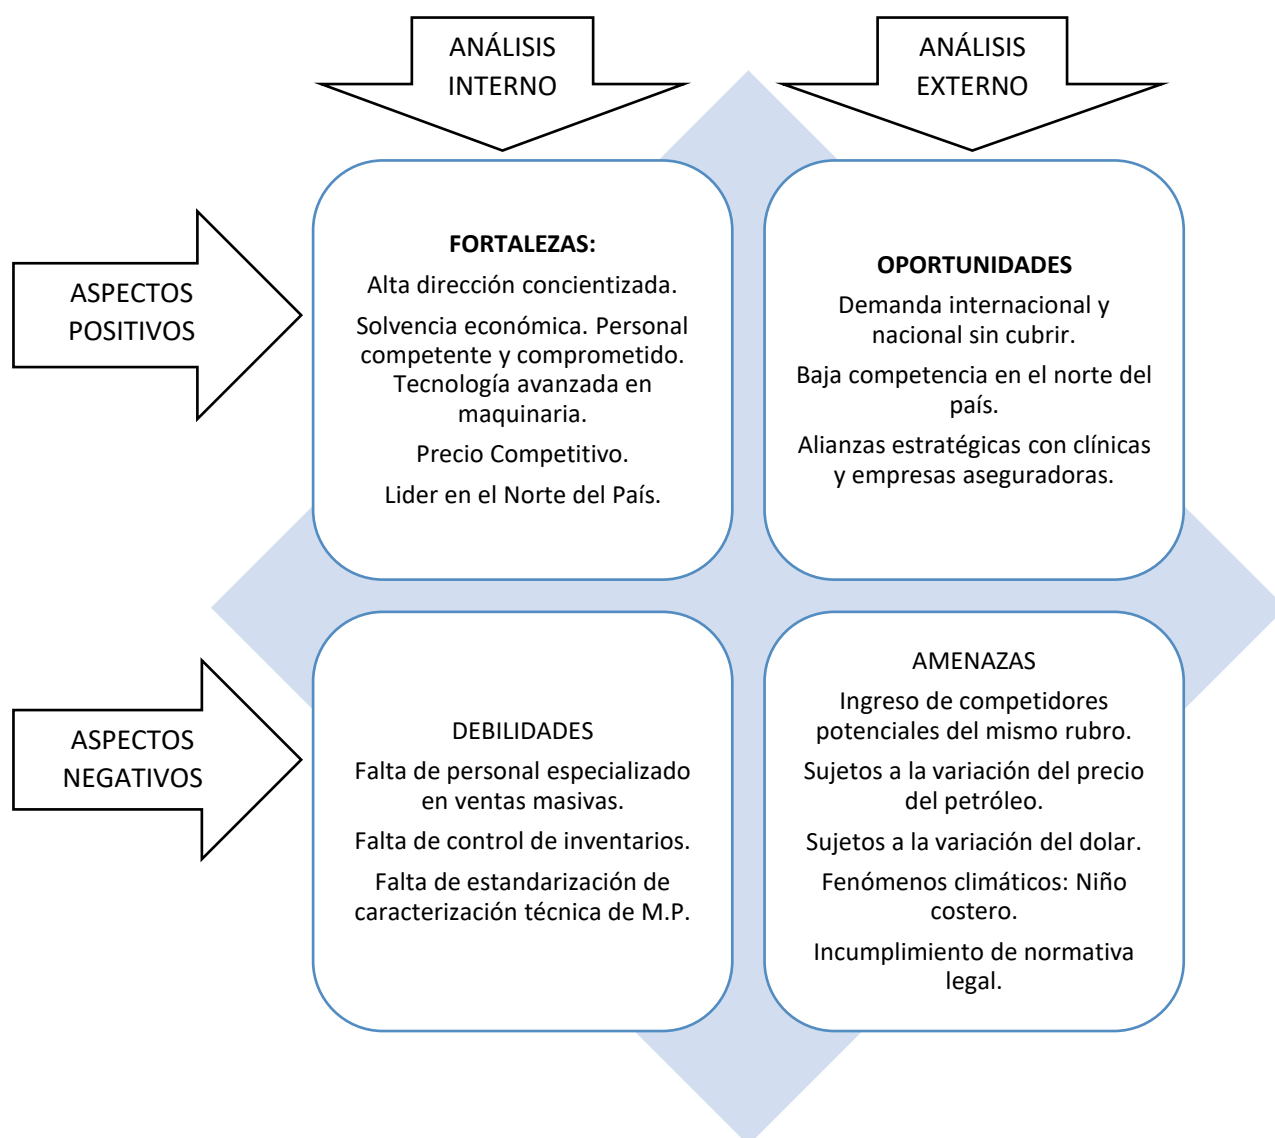 ANÁLISIS
INTERNO
ANÁLISIS
EXTERNO
ASPECTOS
POSITIVOS
FORTALEZAS:
Alta dirección concientizada.
Solvencia económica. Personal
competente y comprometido.
Tecnología avanzada en
maquinaria.
Precio Competitivo.
Lider en el Norte del País.
OPORTUNIDADES
Demanda internacional y
nacional sin cubrir.
Baja competencia en el norte del
país.
Alianzas estratégicas con clínicas
y empresas aseguradoras.
ASPECTOS
NEGATIVOS
DEBILIDADES
Falta de personal especializado
en ventas masivas.
Falta de control de inventarios.
Falta de estandarización de
caracterización técnica de M.P.
AMENAZAS
Ingreso de competidores
potenciales del mismo rubro.
Sujetos a la variación del precio
del petróleo.
Sujetos a la variación del dolar.
Fenómenos climáticos: Niño
costero.
Incumplimiento de normativa
legal.